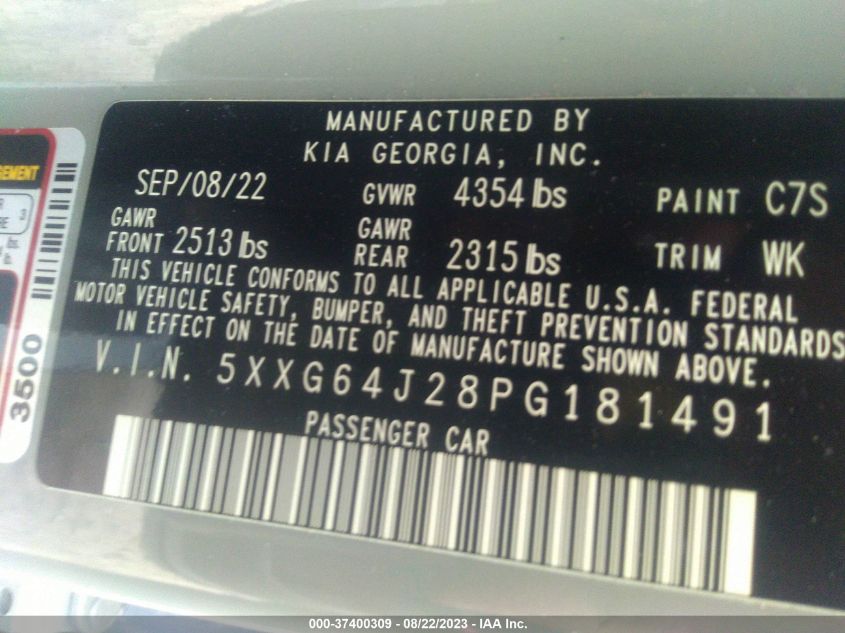 MANUFACTURED BY
KIA GEORGIA, INC.
SEP/08/22 GVWR 4354 lbs PAINT C7S
GAWR FRONT 2513 lbs GAWR REAR 2315 lbs TRIM WK
THIS VEHICLE CONFORMS TO ALL APPLICABLE U.S.A. FEDERAL
MOTOR VEHICLE SAFETY, BUMPER, AND THEFT PREVENTION STANDARDS
IN EFFECT ON THE DATE OF MANUFACTURE SHOWN ABOVE.
V.I.N. 5XXG64J28PG181491
PASSENGER CAR
3500
3
000-37400309 - 08/22/2023 - IAA Inc.